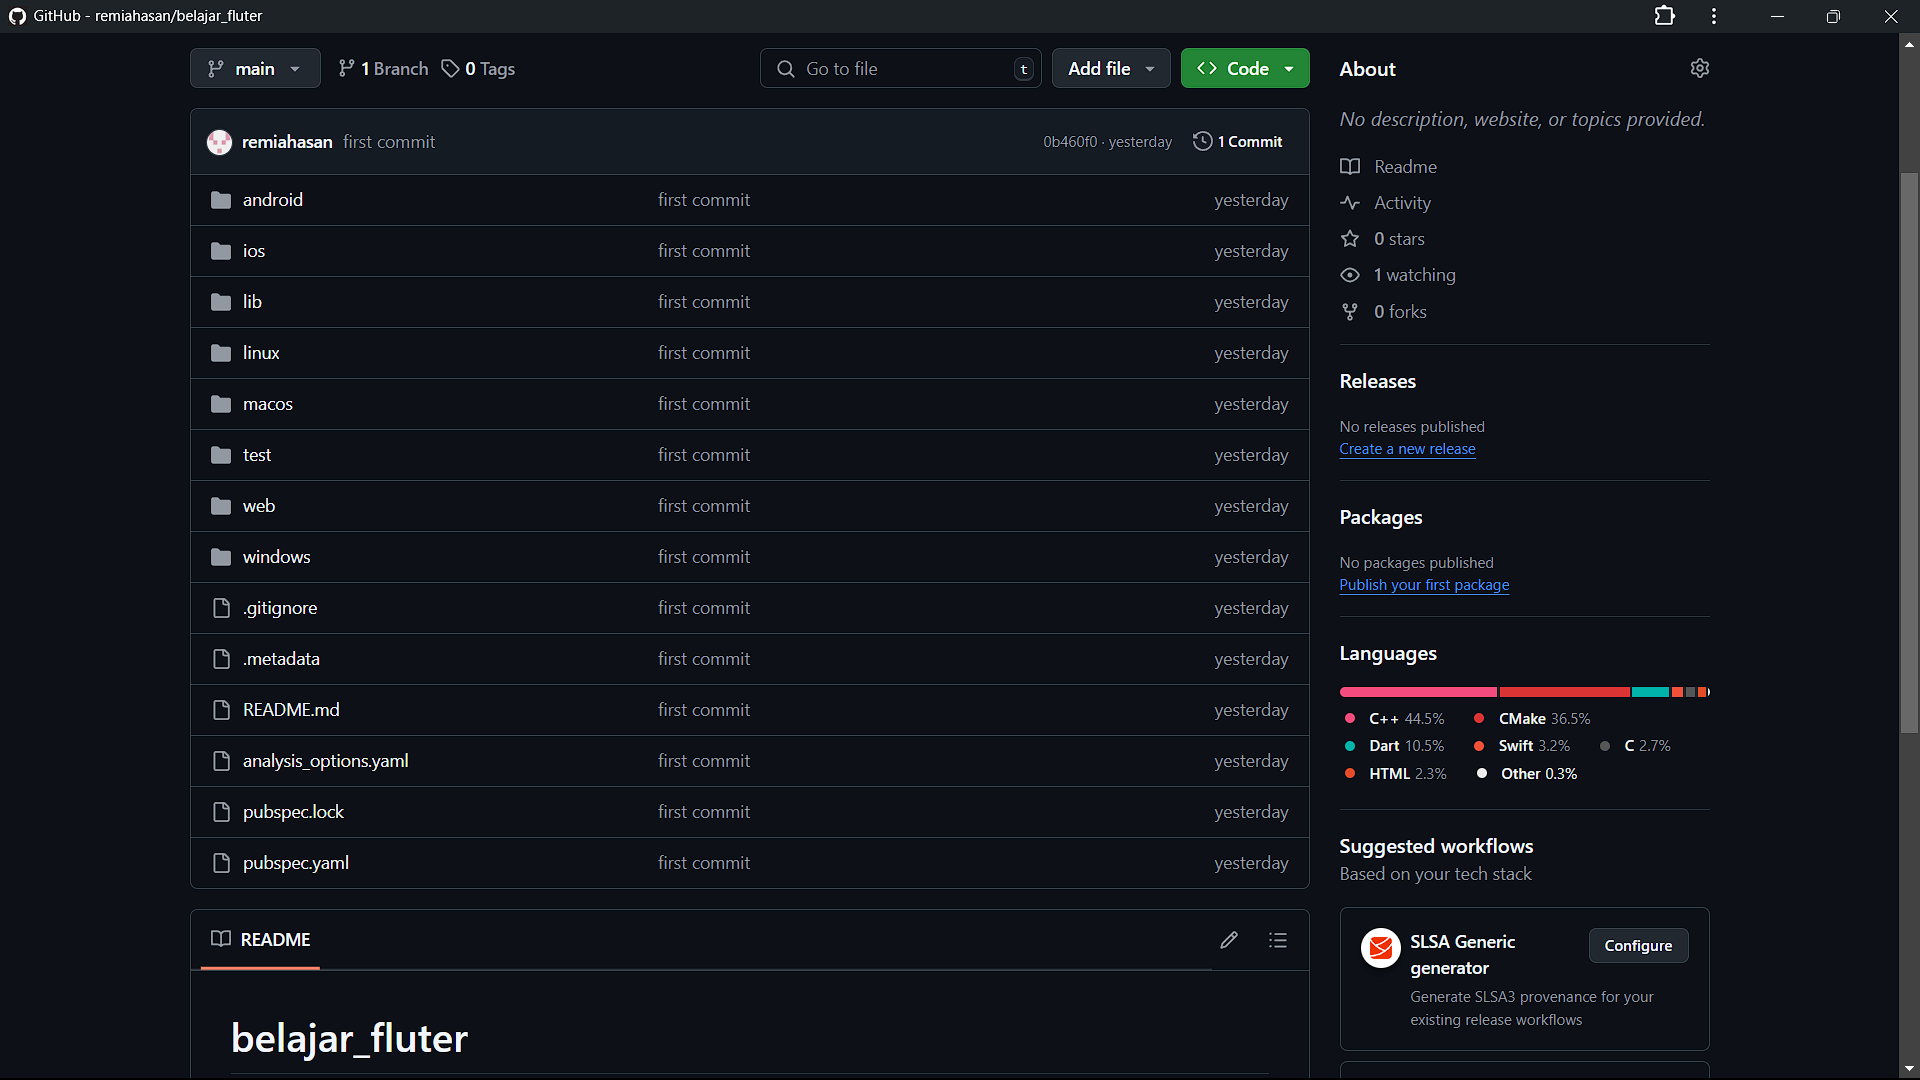 GitHub - remiahasan/belajar_fluter
main
1 Branch
0 Tags
Go to file
t
Add file
Code
remiahasan first commit
0b460f0 · yesterday
1 Commit
android first commit yesterday
ios first commit yesterday
lib first commit yesterday
linux first commit yesterday
macos first commit yesterday
test first commit yesterday
web first commit yesterday
windows first commit yesterday
.gitignore first commit yesterday
.metadata first commit yesterday
README.md first commit yesterday
analysis_options.yaml first commit yesterday
pubspec.lock first commit yesterday
pubspec.yaml first commit yesterday
README
belajar_fluter
About
No description, website, or topics provided.
Readme
Activity
0 stars
1 watching
0 forks
Releases
No releases published
Create a new release
Packages
No packages published
Publish your first package
Languages
C++ 44.5% CMake 36.5%
Dart 10.5% Swift 3.2% C 2.7%
HTML 2.3% Other 0.3%
Suggested workflows
Based on your tech stack
SLSA Generic
generator
Configure
Generate SLSA3 provenance for your
existing release workflows